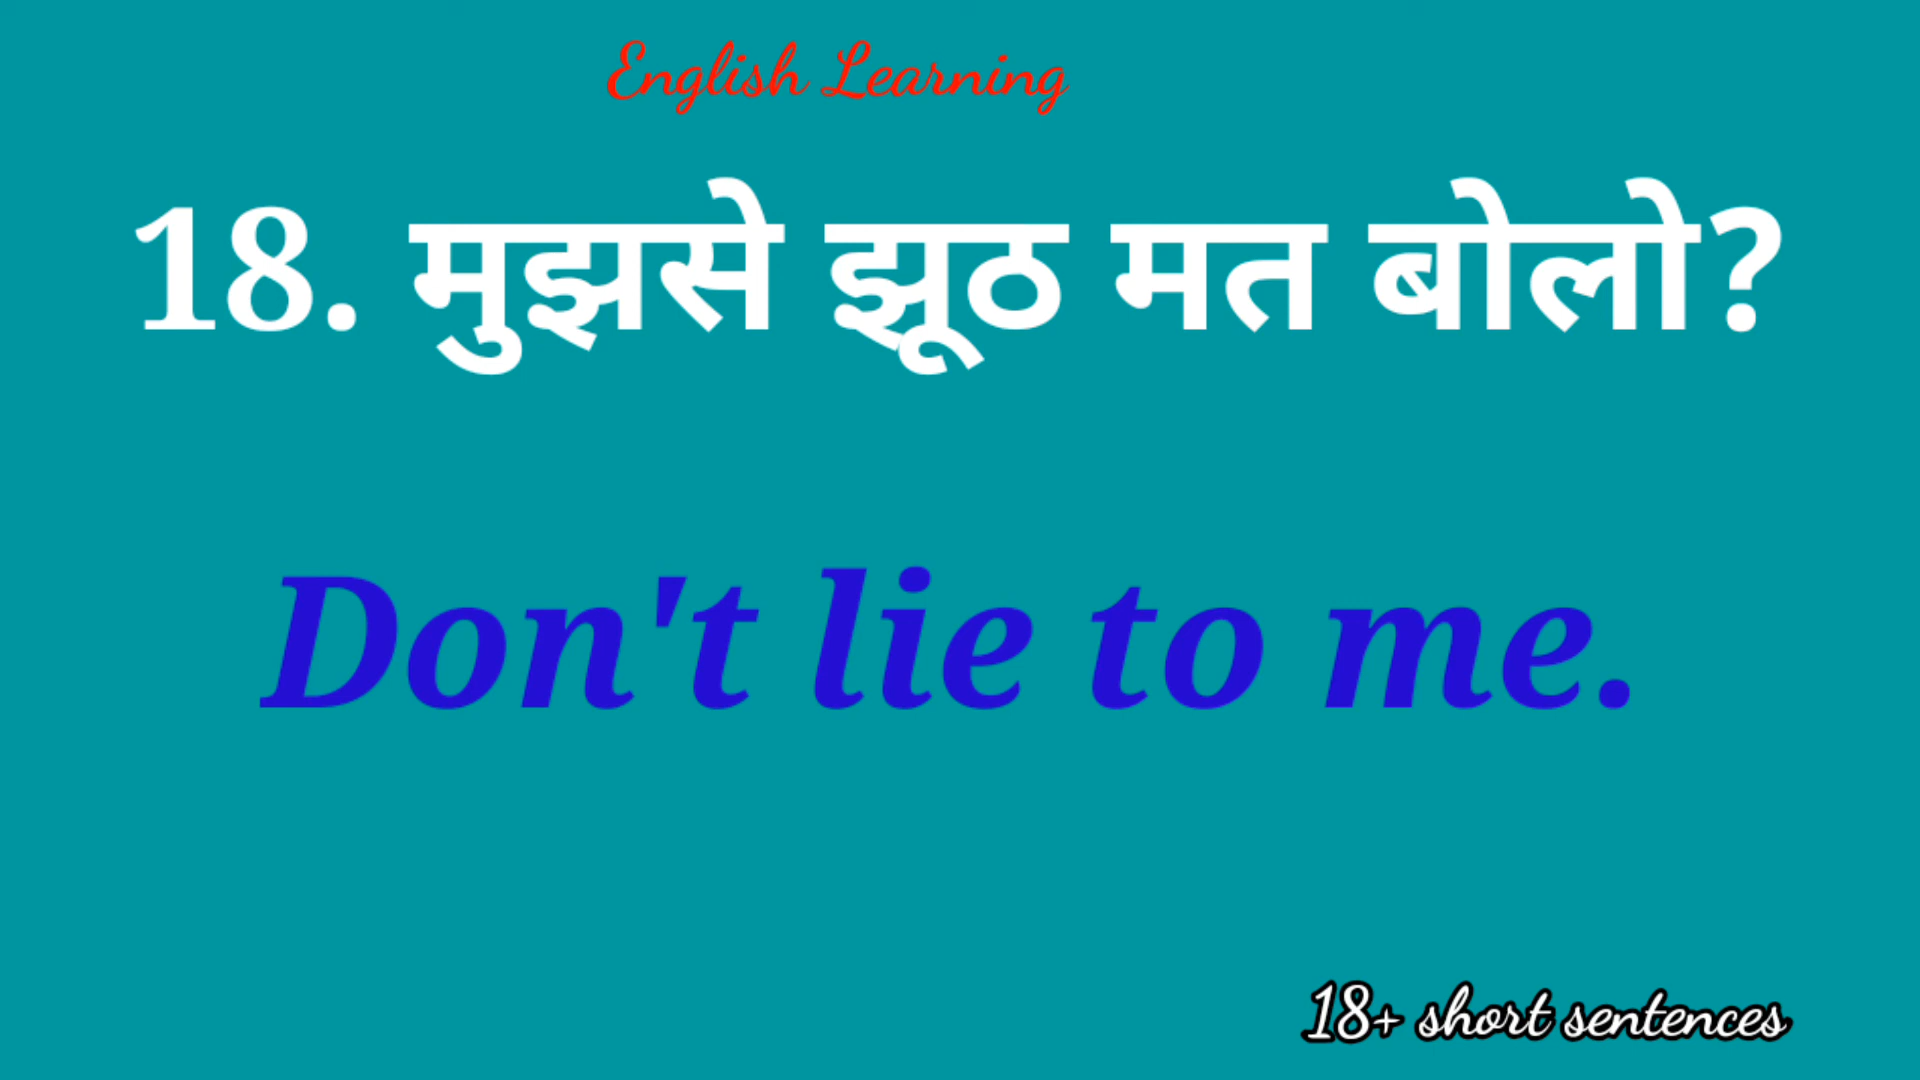 English Learning
18. मुझसे झूठ मत बोलो?
Don't lie to me.
18+ short sentences